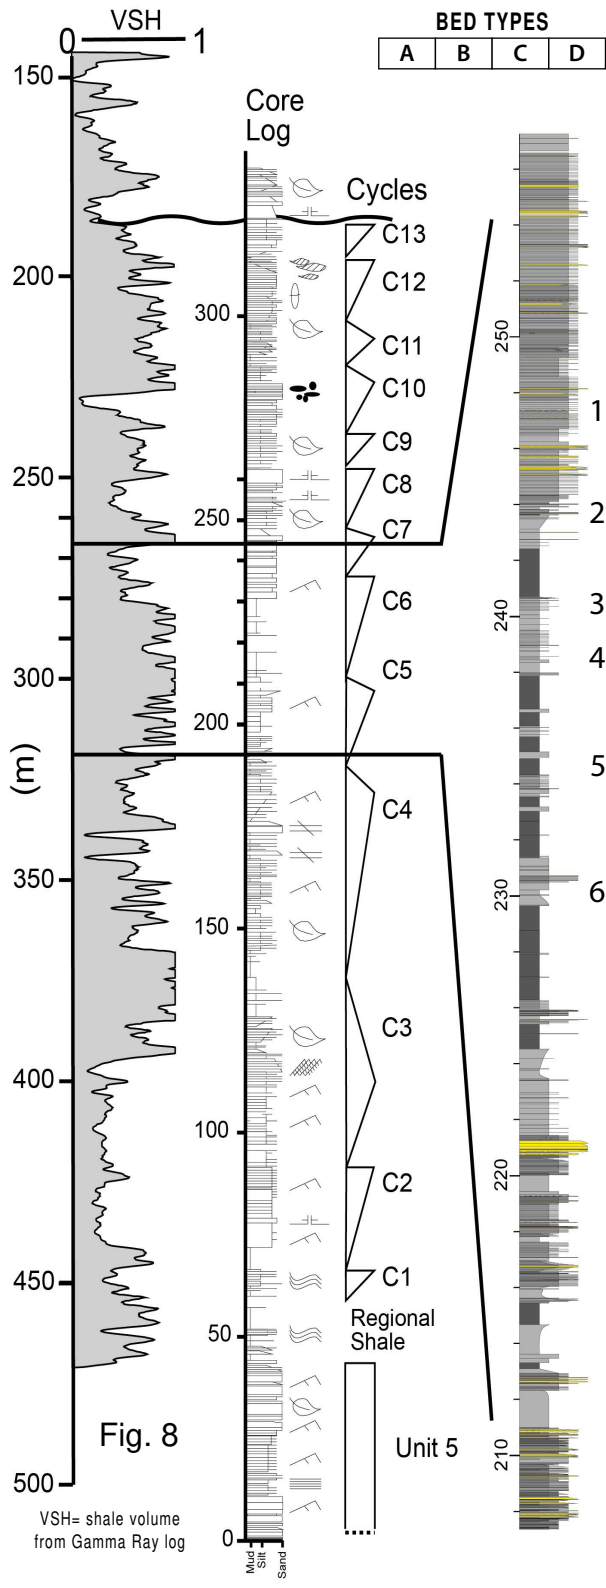 VSH
0 1
BED TYPES
A B C D
150
200
250
300
350
400
450
500
(m)
Core
Log
300
250
200
150
100
50
0
Mud
Silt
Sand
Cycles
C13
C12
C11
C10
C9
C8
C7
C6
C5
C4
C3
C2
C1
Regional
Shale
Unit 5
250
240
230
220
210
1
2
3
4
5
6
Fig. 8
VSH= shale volume
from Gamma Ray log